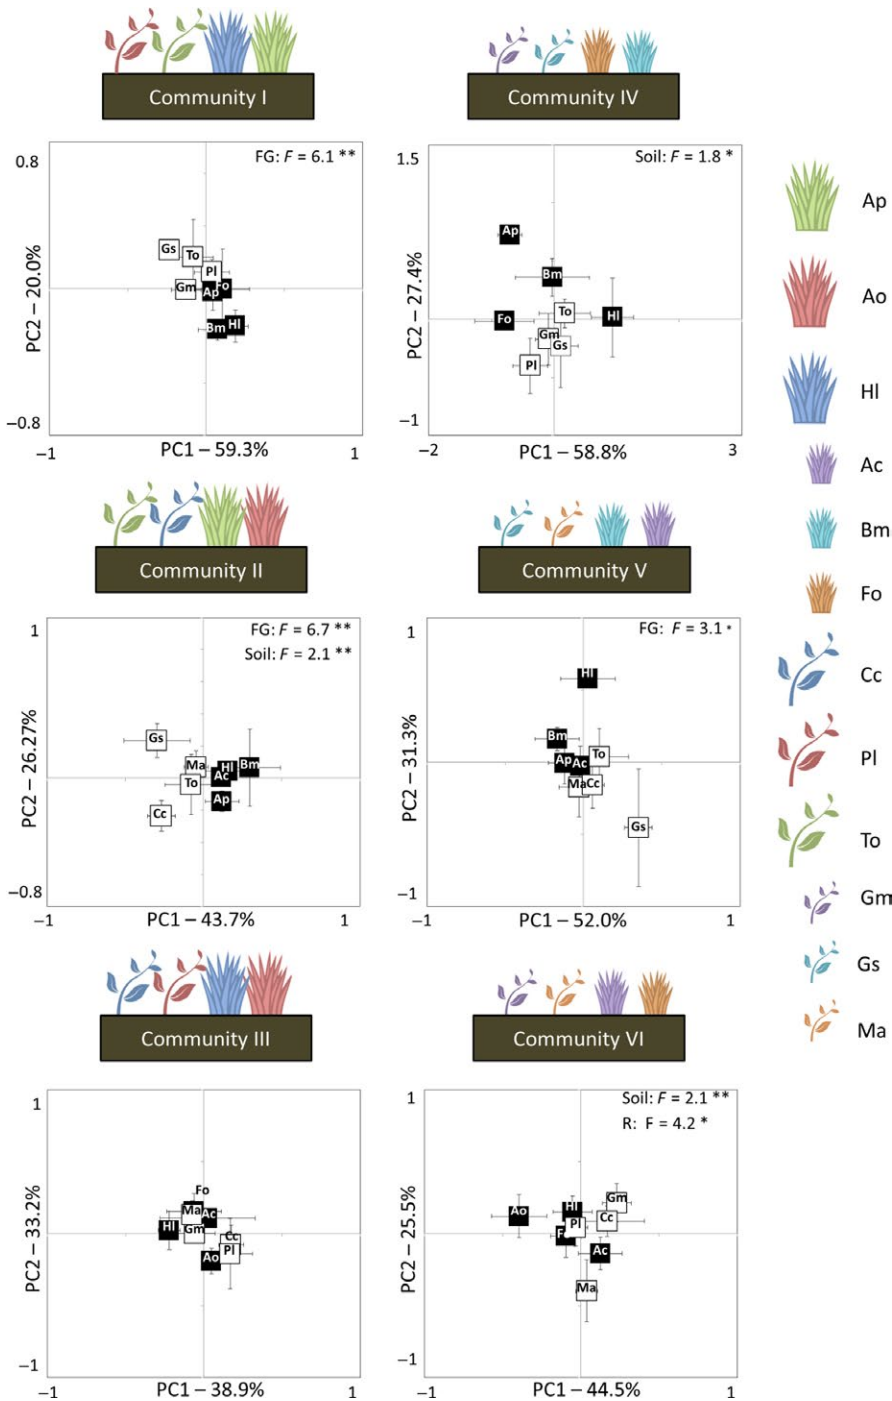 Community I
0.8
FG: F = 6.1 **
Gs
To
Pl
Gm
Ap
Fo
Bm
Hl
PC2 – 20.0%
–0.8
–1
PC1 – 59.3%
1
Community IV
1.5
Soil: F = 1.8 *
Ap
Bm
Fo
To
Hl
Gm
Gs
Pl
PC2 – 27.4%
–1
–2
PC1 – 58.8%
3
Community II
1
FG: F = 6.7 **
Soil: F = 2.1 **
Gs
Ma
Hl
Bm
Ac
To
Ap
Cc
PC2 – 26.27%
–0.8
–1
PC1 – 43.7%
1
Community V
1
FG: F = 3.1 *
Hl
Bm
To
Ap
Ac
Ma
Cc
Gs
PC2 – 31.3%
–1
–1
PC1 – 52.0%
1
Community III
1
Fo
Ma
Ac
Hl
Gm
Cc
Pl
Ao
PC2 – 33.2%
–1
–1
PC1 – 38.9%
1
Community VI
1
Soil: F = 2.1 **
R: F = 4.2 *
Gm
Ao
Hl
Cc
Pl
Ac
Ma
PC2 – 25.5%
–1
–1
PC1 – 44.5%
1
Ap
Ao
Hl
Ac
Bm
Fo
Cc
Pl
To
Gm
Gs
Ma